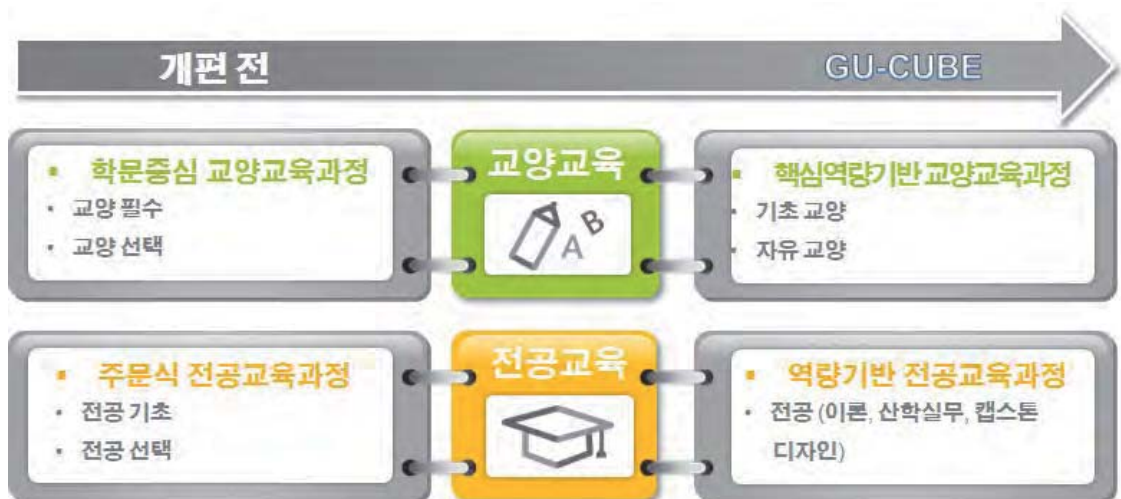 개편 전
GU-CUBE
학문중심 교양교육과정
교양 필수
교양 선택
교양교육
A B
핵심역량기반 교양교육과정
기초 교양
자유 교양
주문식 전공교육과정
전공 기초
전공 선택
전공교육
역량기반 전공교육과정
전공 (이론, 산학실무, 캡스톤
디자인)